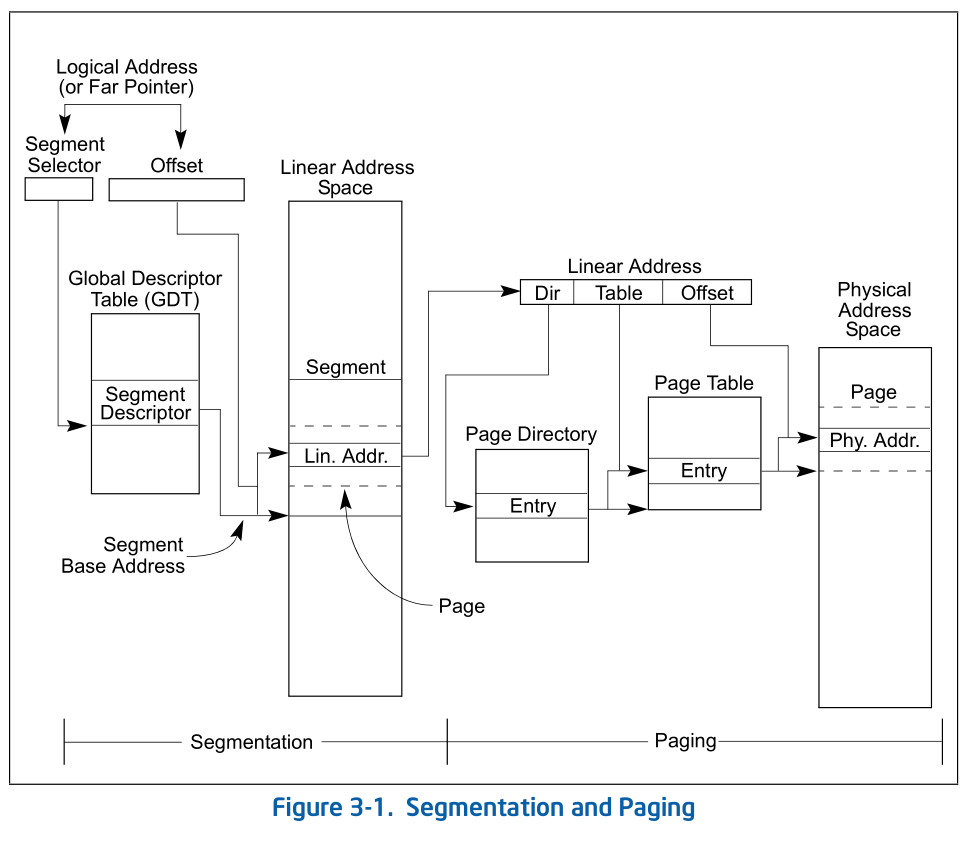 Logical Address
(or Far Pointer)
Segment
Selector
Offset
Linear Address
Space
Global Descriptor
Table (GDT)
Segment
Descriptor
Segment
Base Address
Segment
Lin. Addr.
Page
Linear Address
Dir
Table
Offset
Page Directory
Entry
Page Table
Entry
Physical
Address
Space
Page
Phy. Addr.
Segmentation
Paging
Figure 3-1. Segmentation and Paging